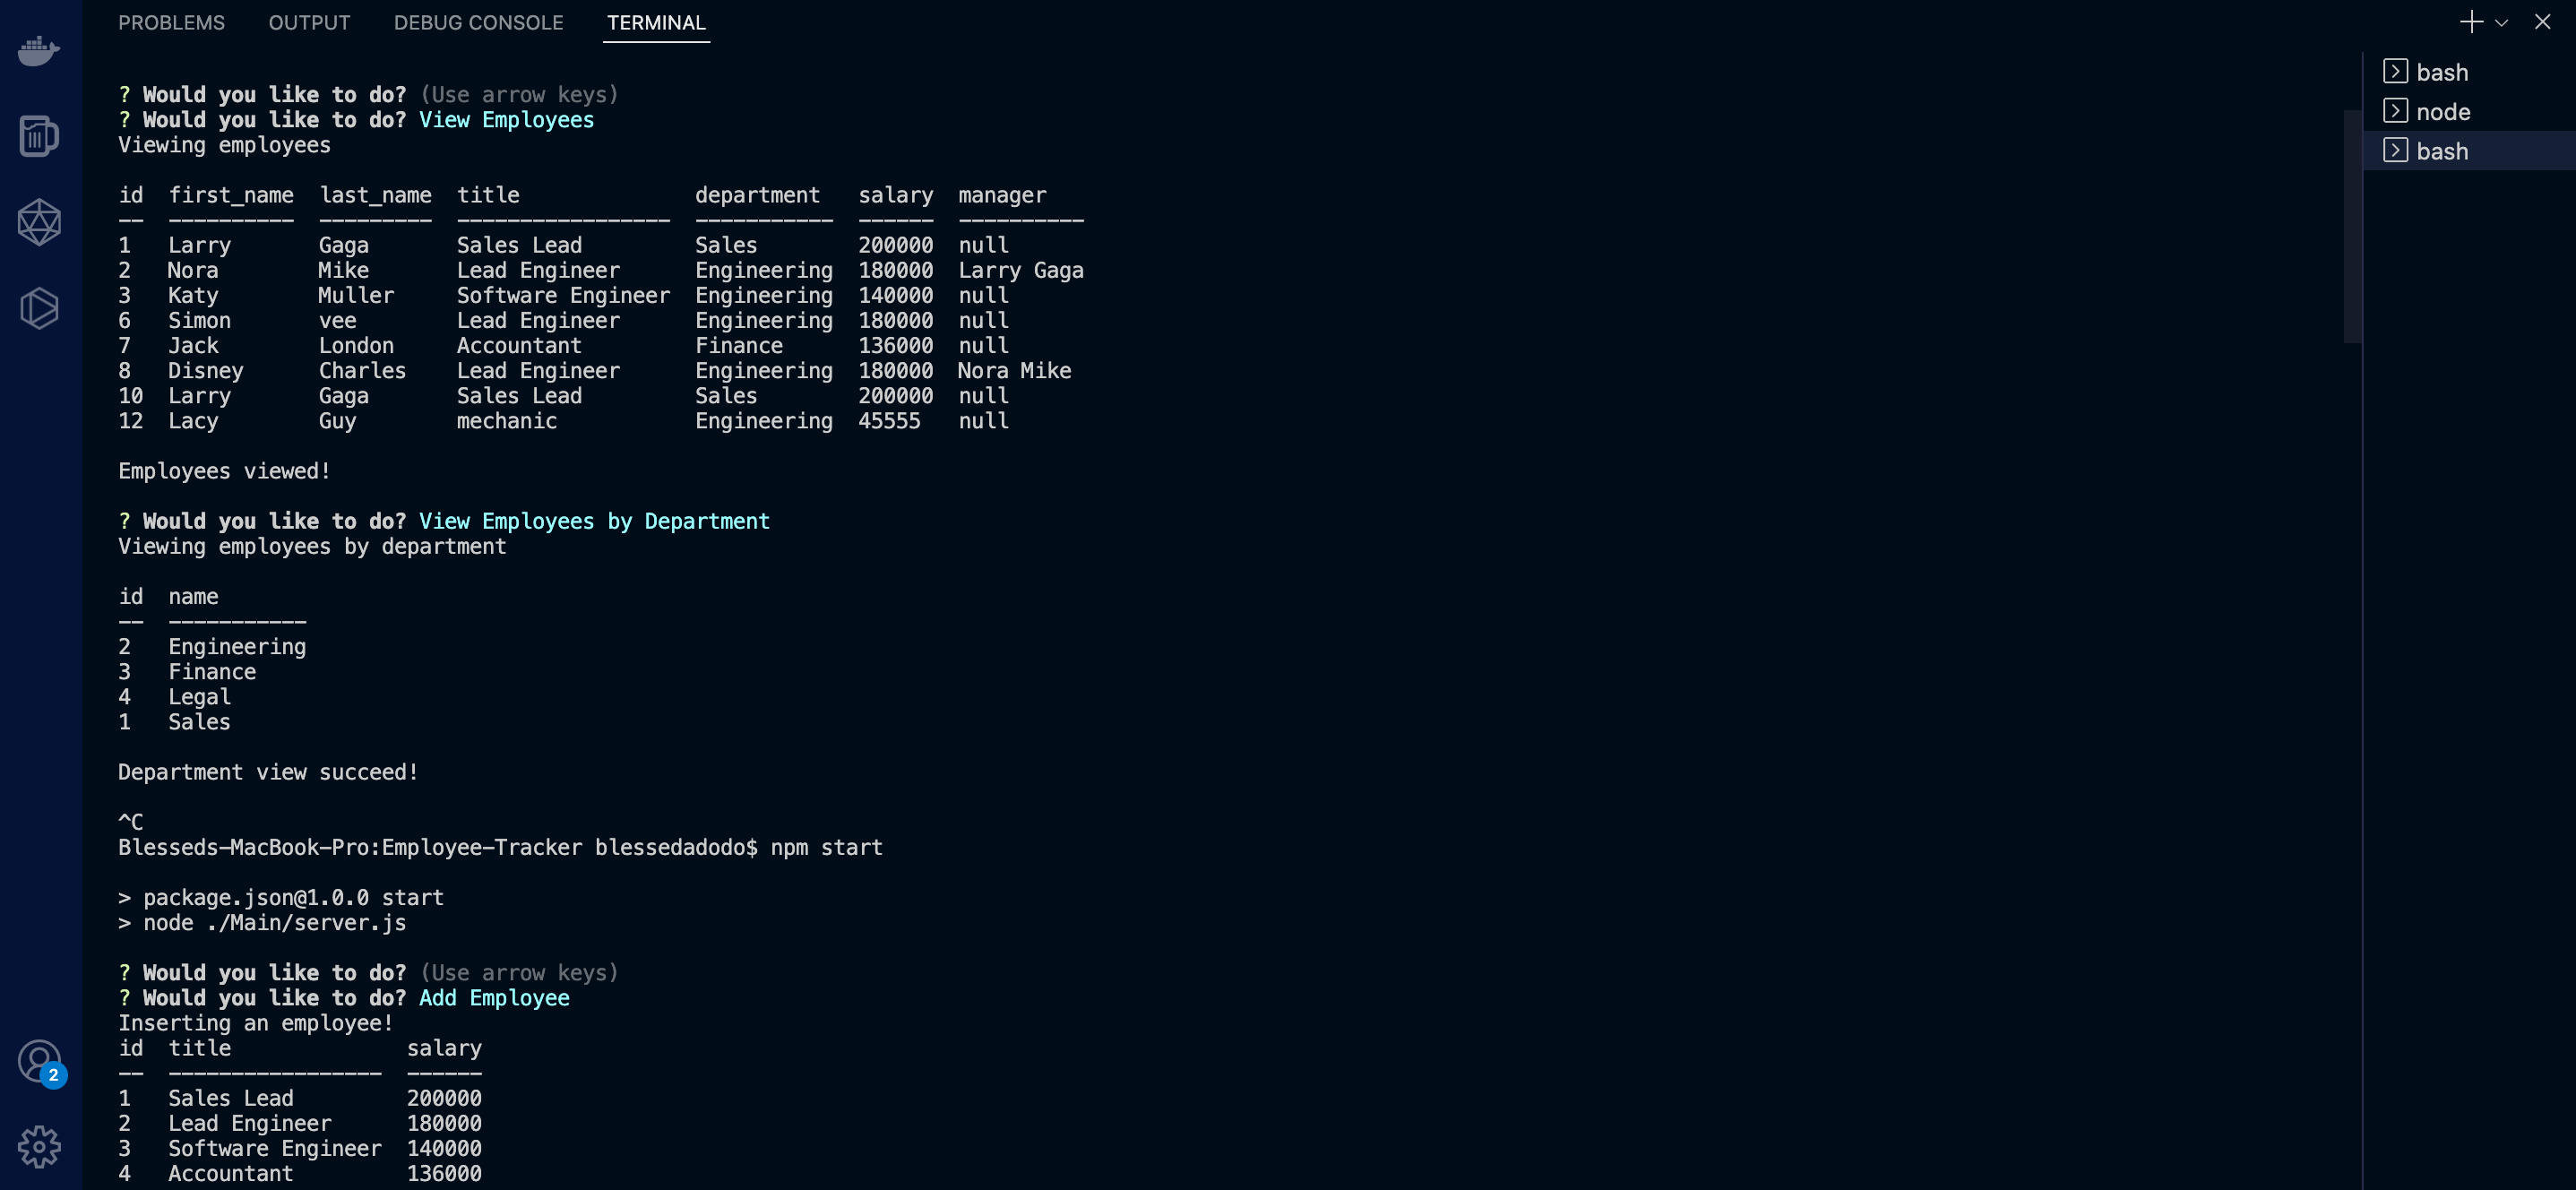 PROBLEMS OUTPUT DEBUG CONSOLE TERMINAL
bash
node
bash
? Would you like to do? (Use arrow keys)
? Would you like to do? View Employees
Viewing employees
id  first_name  last_name  title              department   salary  manager
--  ----------  ---------  -----------------  -----------  ------  ----------
1   Larry       Gaga       Sales Lead         Sales        200000  null
2   Nora        Mike       Lead Engineer      Engineering  180000  Larry Gaga
3   Katy        Muller     Software Engineer  Engineering  140000  null
6   Simon       vee        Lead Engineer      Engineering  180000  null
7   Jack        London     Accountant         Finance      136000  null
8   Disney      Charles    Lead Engineer      Engineering  180000  Nora Mike
10  Larry       Gaga       Sales Lead         Sales        200000  null
12  Lacy        Guy        mechanic           Engineering  45555   null
Employees viewed!
? Would you like to do? View Employees by Department
Viewing employees by department
id  name
--  -----------
2   Engineering
3   Finance
4   Legal
1   Sales
Department view succeed!
^C
Blesseds-MacBook-Pro:Employee-Tracker blessedadodo$ npm start
> package.json@1.0.0 start
> node ./Main/server.js
? Would you like to do? (Use arrow keys)
? Would you like to do? Add Employee
Inserting an employee!
id  title              salary
--  -----------------  ------
1   Sales Lead         200000
2   Lead Engineer      180000
3   Software Engineer  140000
4   Accountant         136000
2